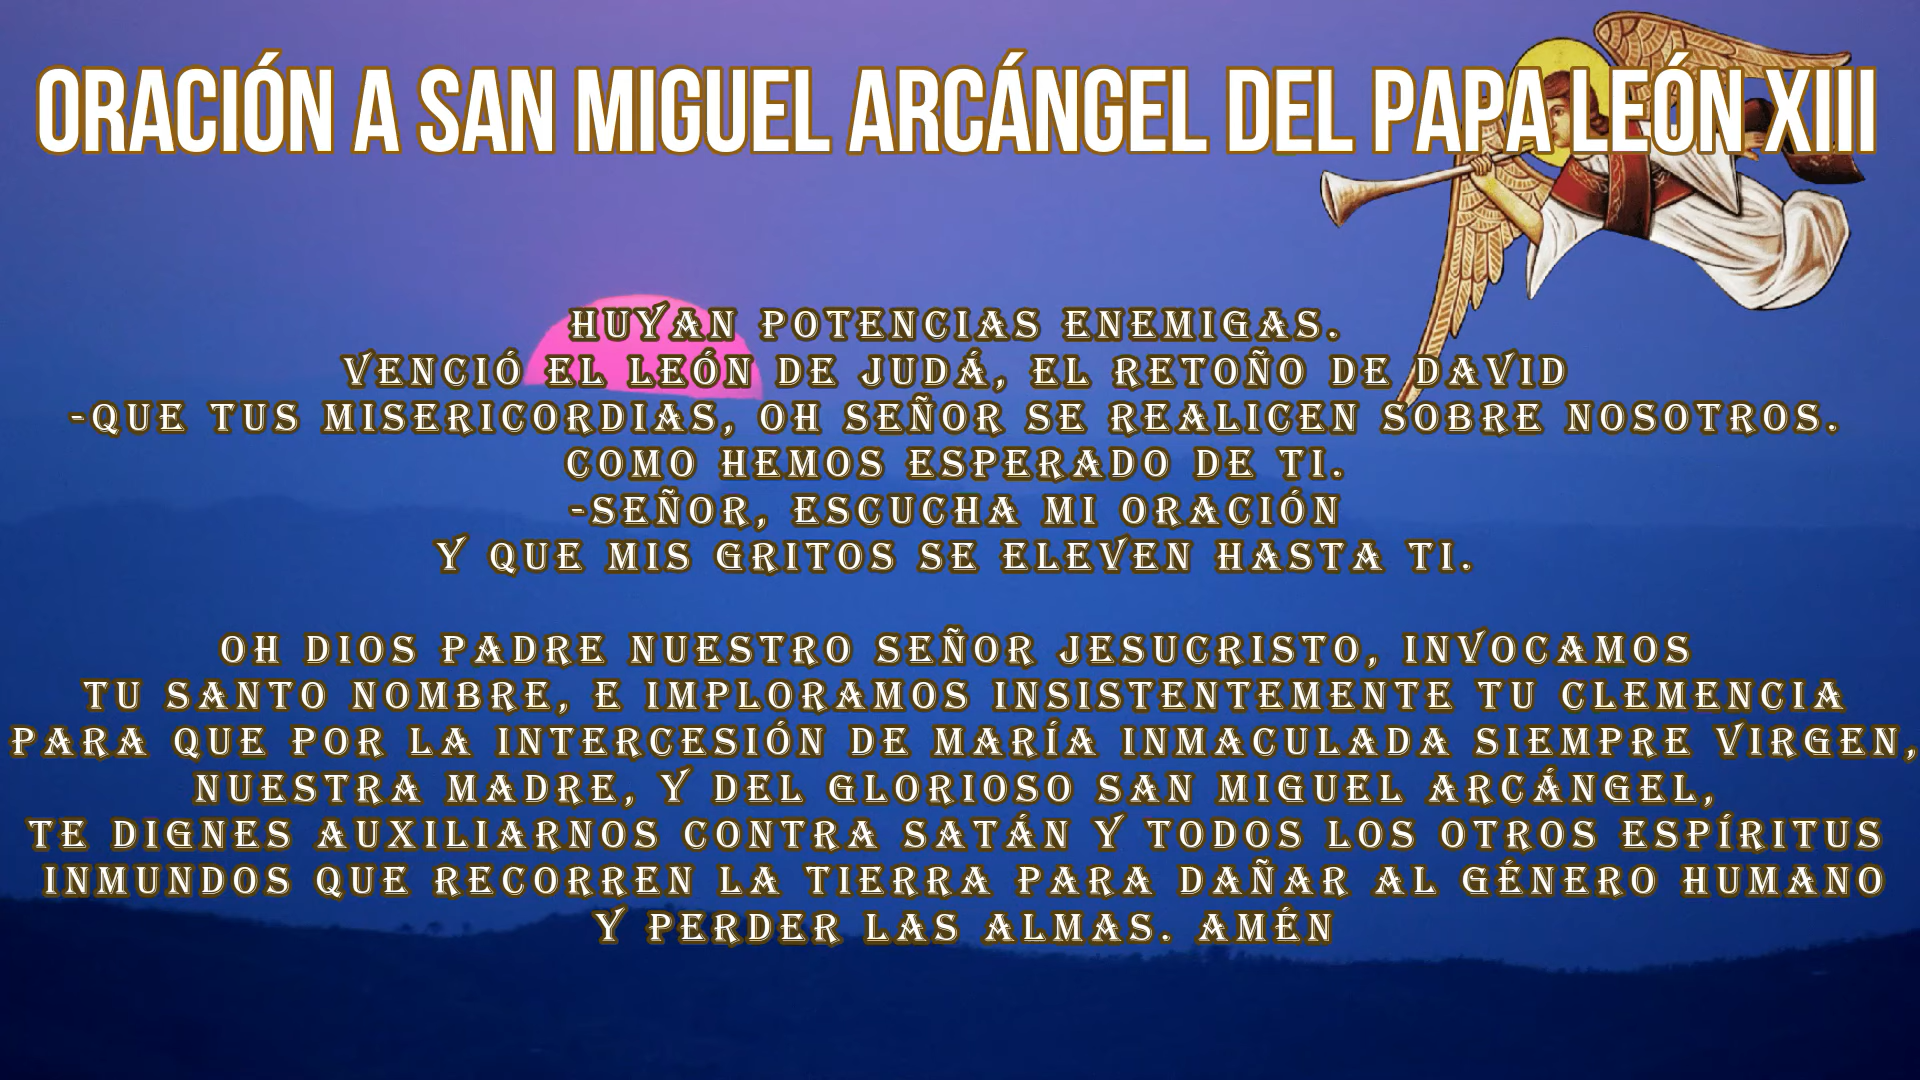 ORACIÓN A SAN MIGUEL ARCÁNGEL DEL PAPA LEÓN XIII
HUYAN POTENCIAS ENEMIGAS.
VENCIÓ EL LEÓN DE JUDÁ, EL RETOÑO DE DAVID
-QUE TUS MISERICORDIAS, OH SEÑOR SE REALICEN SOBRE NOSOTROS.
COMO HEMOS ESPERADO DE TI.
-SEÑOR, ESCUCHA MI ORACIÓN
Y QUE MIS GRITOS SE ELEVEN HASTA TI.
OH DIOS PADRE NUESTRO SEÑOR JESUCRISTO, INVOCAMOS
TU SANTO NOMBRE, E IMPLORAMOS INSISTENTEMENTE TU CLEMENCIA
PARA QUE POR LA INTERCESIÓN DE MARÍA INMACULADA SIEMPRE VIRGEN,
NUESTRA MADRE, Y DEL GLORIOSO SAN MIGUEL ARCÁNGEL,
TE DIGNES AUXILIARNOS CONTRA SATÁN Y TODOS LOS OTROS ESPÍRITUS
INMUNDOS QUE RECORREN LA TIERRA PARA DAÑAR AL GÉNERO HUMANO
Y PERDER LAS ALMAS. AMÉN